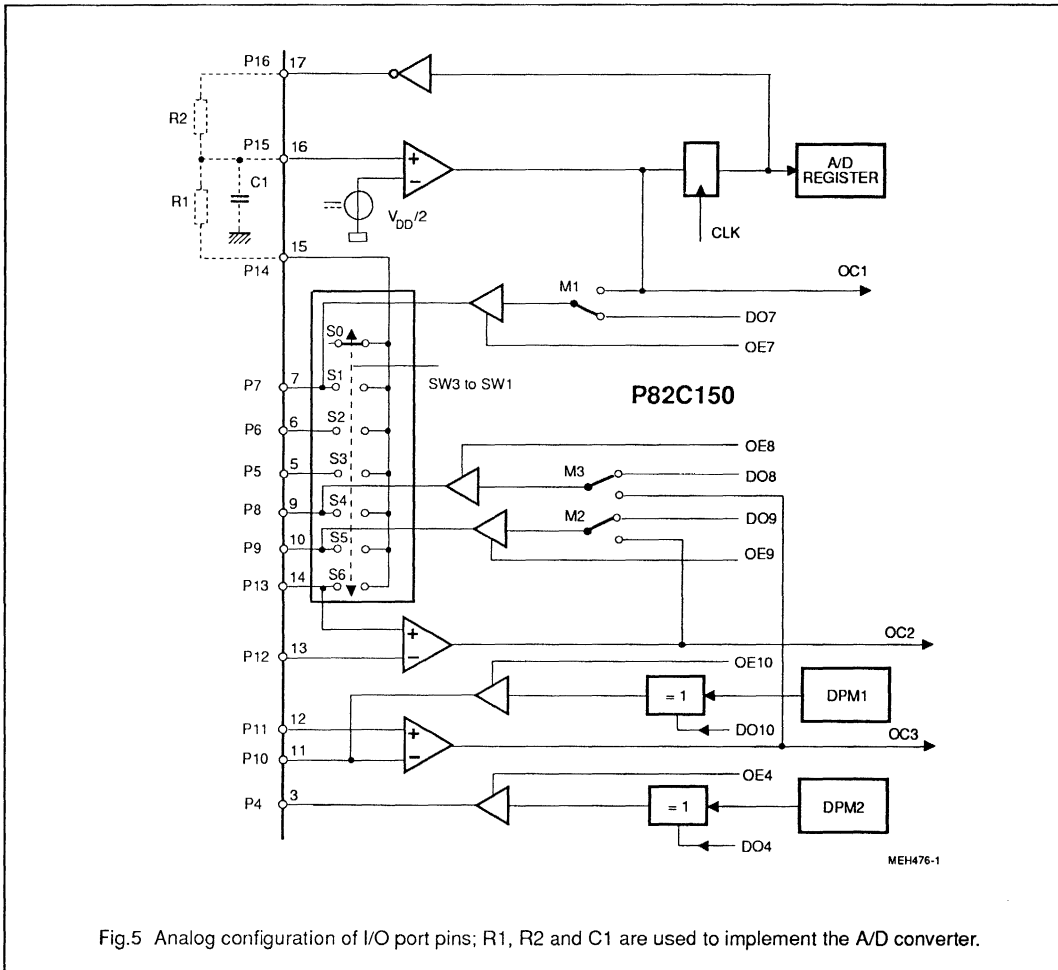 P16 17
R2
P15 16
R1
C1
+
−
V_DD/2
A/D REGISTER
CLK
P14 15
OC1
M1
DO7
OE7
S0
SW3 to SW1
P7 7 S1
P82C150
P6 6 S2
P5 5 S3
OE8
P8 9 S4
M3
DO8
P9 10 S5
M2
DO9
OE9
P13 14 S6
+
−
OC2
P12 13
OE10
= 1
DPM1
DO10
P11 12
+
−
OC3
P10 11
OE4
P4 3
= 1
DPM2
DO4
MEH476-1
Fig.5 Analog configuration of I/O port pins; R1, R2 and C1 are used to implement the A/D converter.